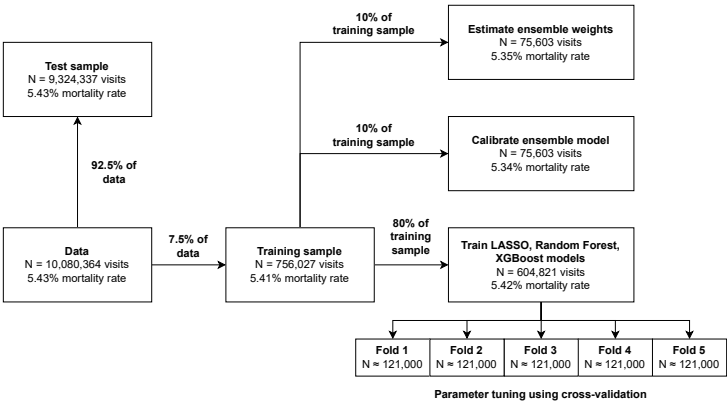 10% of
training sample
Estimate ensemble weights
N = 75,603 visits
5.35% mortality rate
Test sample
N = 9,324,337 visits
5.43% mortality rate
10% of
training sample
Calibrate ensemble model
N = 75,603 visits
5.34% mortality rate
92.5% of
data
Data
N = 10,080,364 visits
5.43% mortality rate
7.5% of
data
Training sample
N = 756,027 visits
5.41% mortality rate
80% of
training
sample
Train LASSO, Random Forest,
XGBoost models
N = 604,821 visits
5.42% mortality rate
Fold 1
N ≈ 121,000
Fold 2
N ≈ 121,000
Fold 3
N ≈ 121,000
Fold 4
N ≈ 121,000
Fold 5
N ≈ 121,000
Parameter tuning using cross-validation